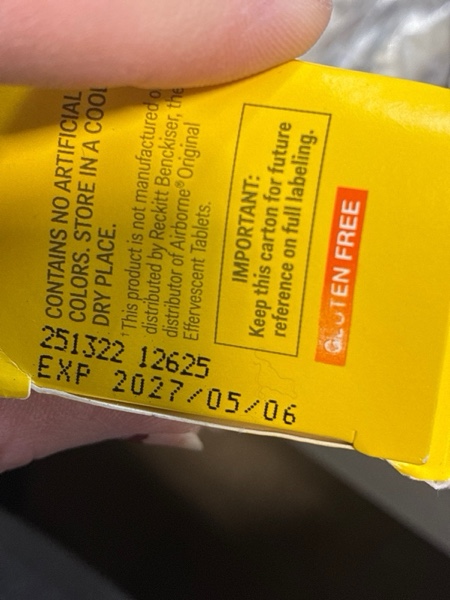 CONTAINS NO ARTIFICIAL
COLORS. STORE IN A COOL
DRY PLACE.
†This product is not manufactured o
distributed by Reckitt Benckiser, the
distributor of Airborne® Original
Effervescent Tablets.
IMPORTANT:
Keep this carton for future
reference on full labeling.
GLUTEN FREE
251322 12625
EXP 2027/05/06